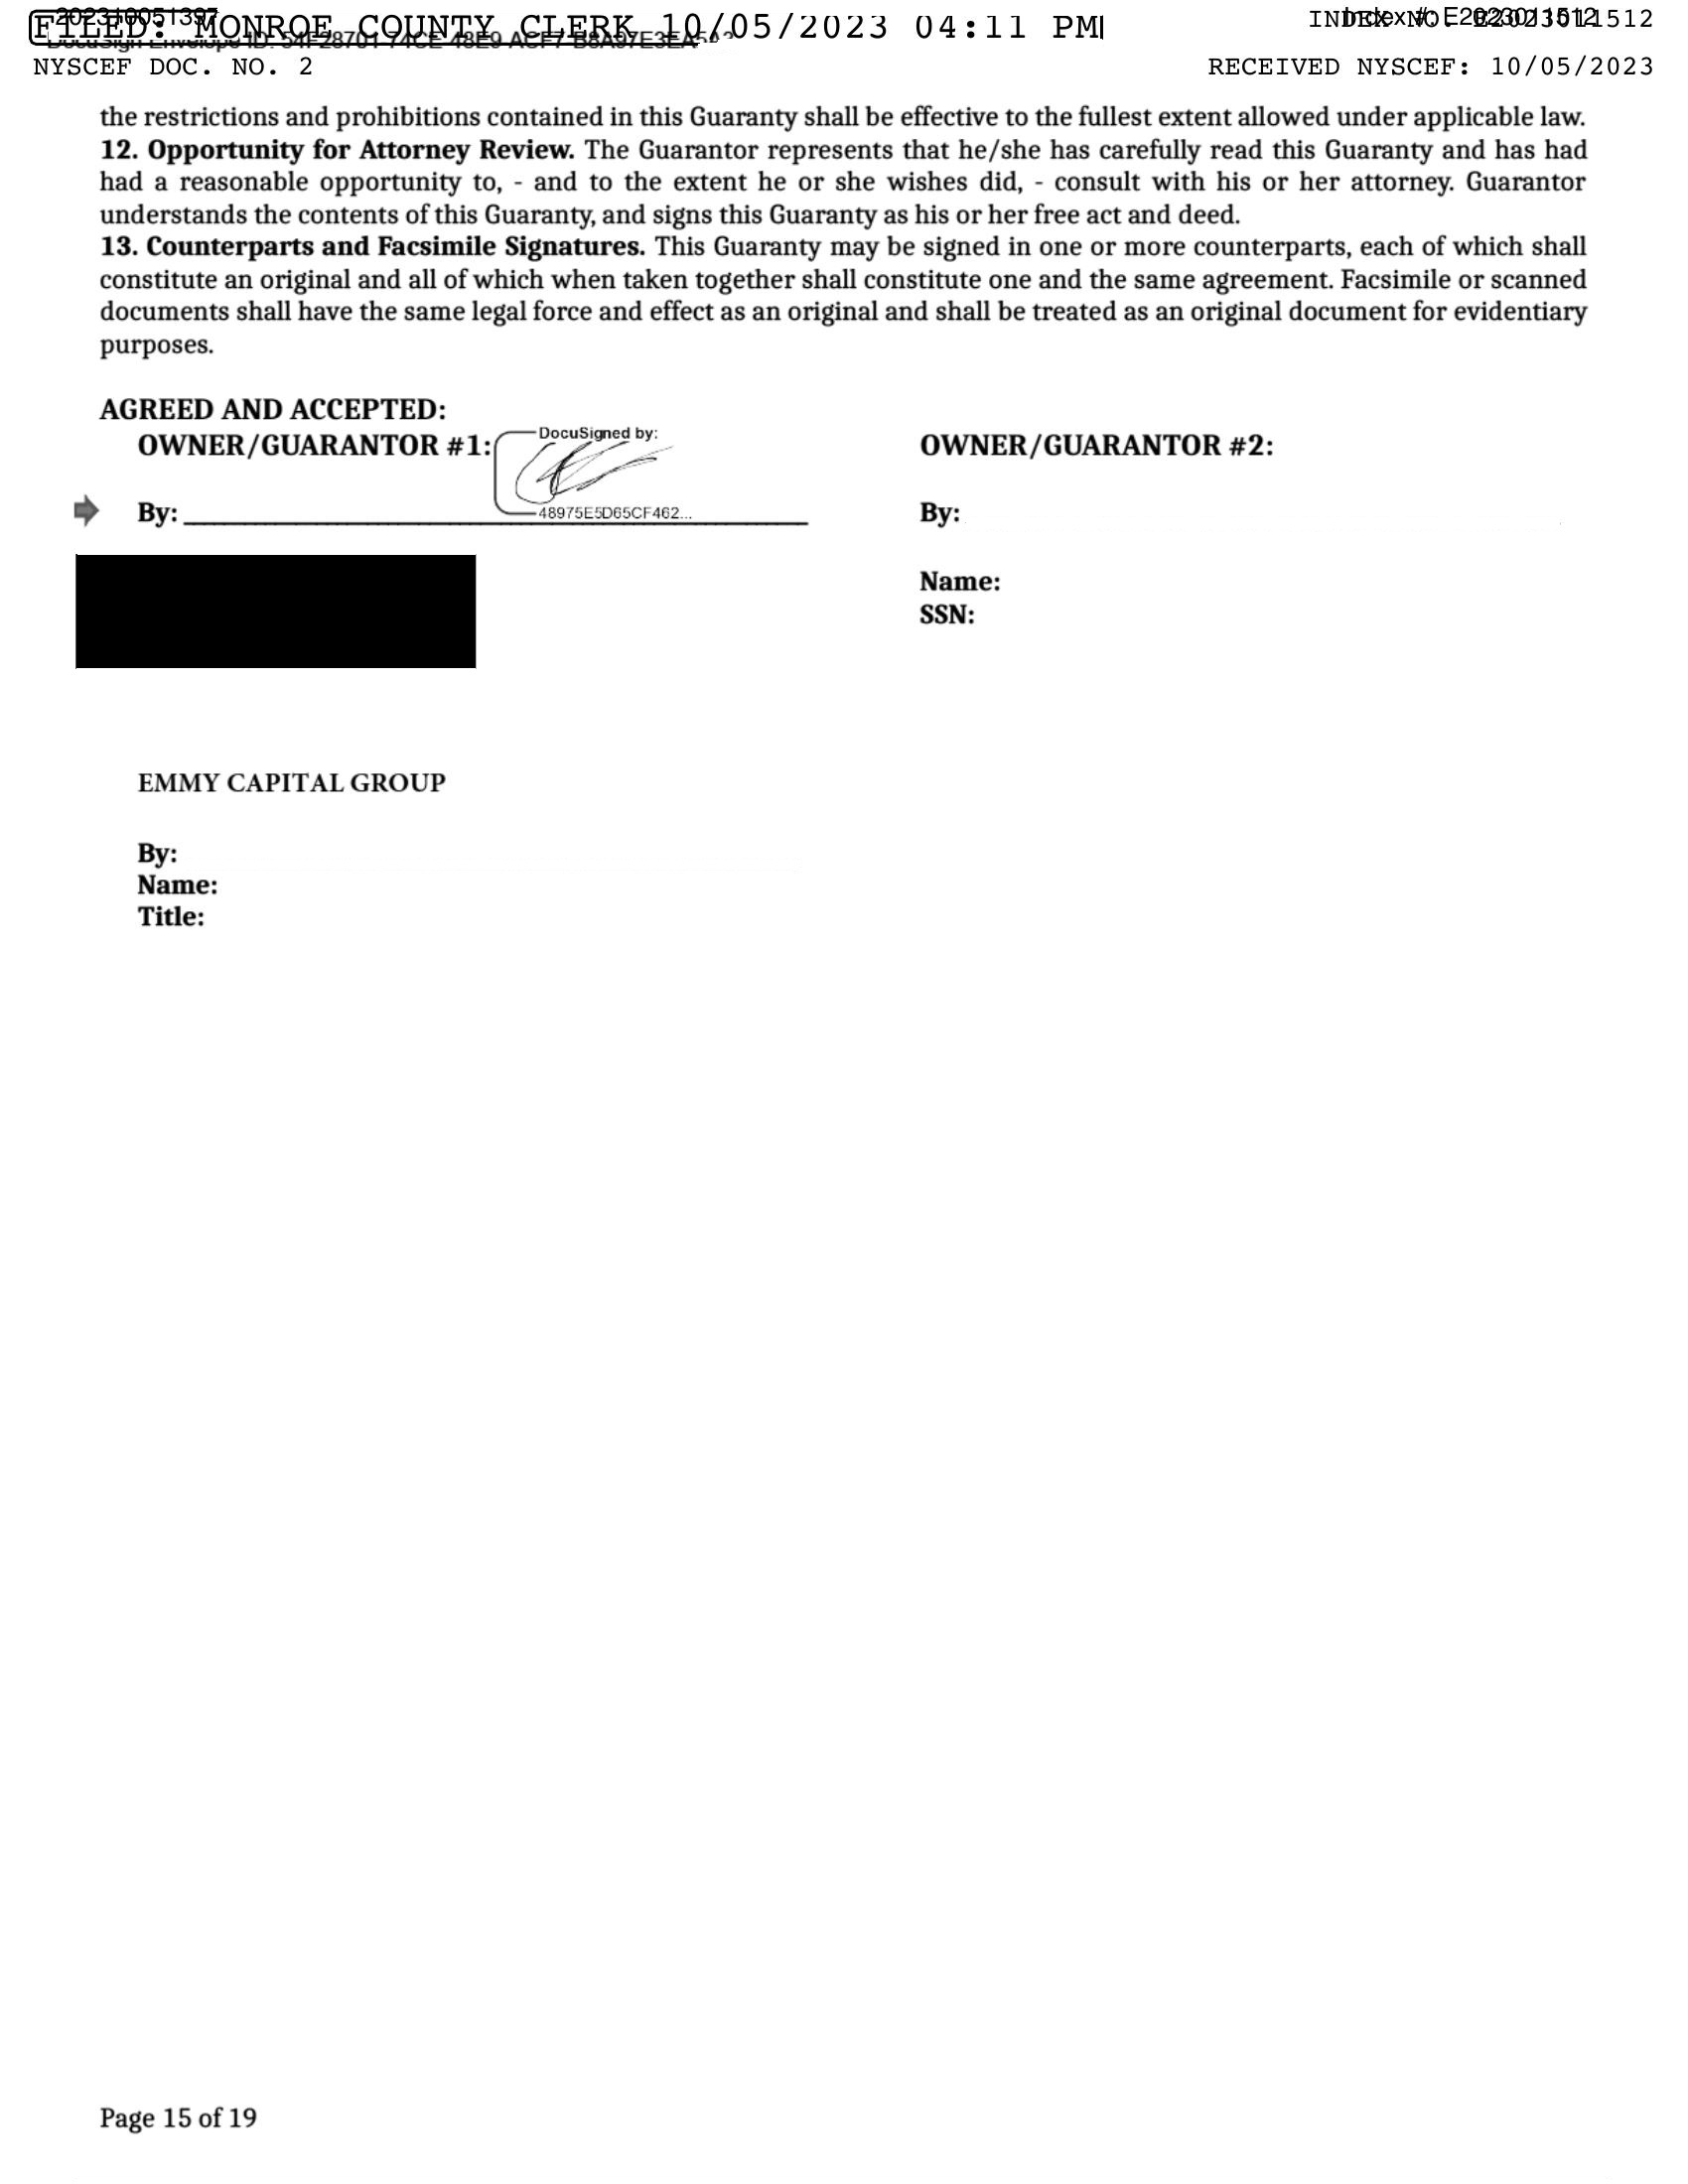 202310051397
FILED: MONROE COUNTY CLERK 10/05/2023 04:11 PM
INDEX NO. E2023011512
Index #: E2023011512
DocuSign Envelope ID:
NYSCEF DOC. NO. 2
RECEIVED NYSCEF: 10/05/2023
the restrictions and prohibitions contained in this Guaranty shall be effective to the fullest extent allowed under applicable law.
12. Opportunity for Attorney Review. The Guarantor represents that he/she has carefully read this Guaranty and has had
had a reasonable opportunity to, - and to the extent he or she wishes did, - consult with his or her attorney. Guarantor
understands the contents of this Guaranty, and signs this Guaranty as his or her free act and deed.
13. Counterparts and Facsimile Signatures. This Guaranty may be signed in one or more counterparts, each of which shall
constitute an original and all of which when taken together shall constitute one and the same agreement. Facsimile or scanned
documents shall have the same legal force and effect as an original and shall be treated as an original document for evidentiary
purposes.
AGREED AND ACCEPTED:
OWNER/GUARANTOR #1:
DocuSigned by:
OWNER/GUARANTOR #2:
By:
48975E5D65CF462...
By:
Name:
SSN:
EMMY CAPITAL GROUP
By:
Name:
Title:
Page 15 of 19